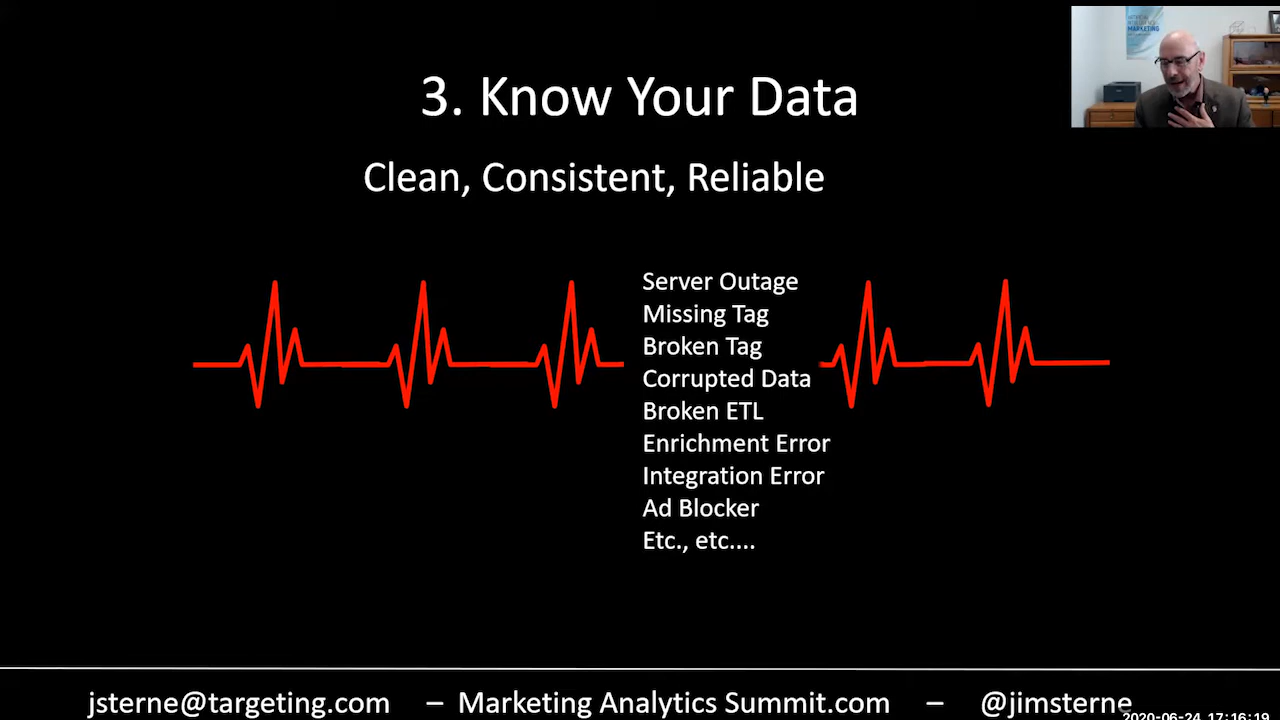 3. Know Your Data
Clean, Consistent, Reliable
Server Outage
Missing Tag
Broken Tag
Corrupted Data
Broken ETL
Enrichment Error
Integration Error
Ad Blocker
Etc., etc....
jsterne@targeting.com – Marketing Analytics Summit.com – @jimsterne
2020-06-24 17:16:19
MARKETING